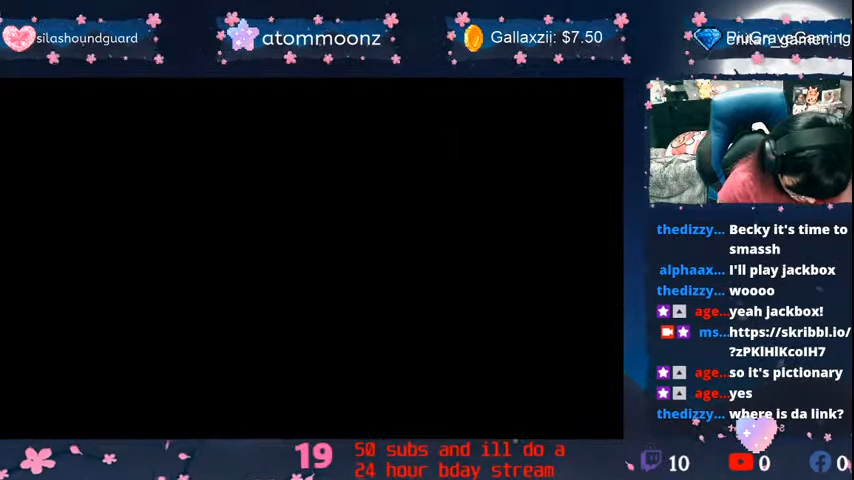 silashoundguard
atommoonz
Gallaxzii: $7.50
thedizzy... Becky it's time to
smassh
alphaax... I'll play jackbox
thedizzy... woooo
age... yeah jackbox!
ms... https://skribbl.io/
?zPKlHlKcoIH7
age... so it's pictionary
age... yes
thedizzy... where is da link?
19
50 subs and ill do a
24 hour bday stream
10
0
0